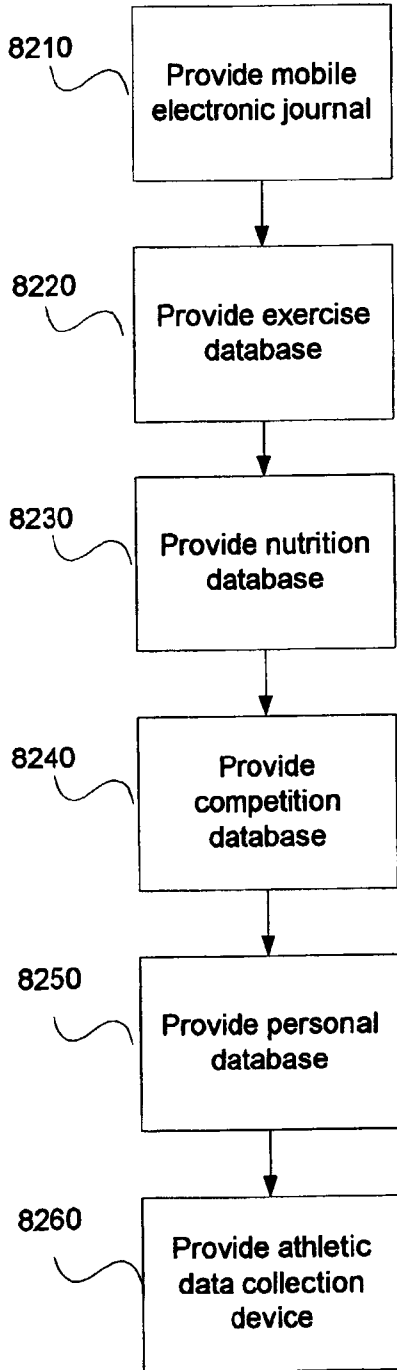 8210
Provide mobile
electronic journal
8220
Provide exercise
database
8230
Provide nutrition
database
8240
Provide
competition
database
8250
Provide personal
database
8260
Provide athletic
data collection
device